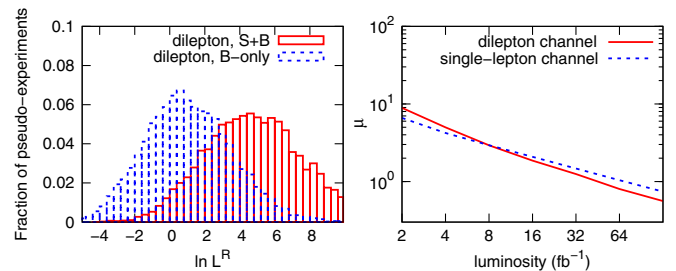 Fraction of pseudo-experiments
0.1
0.08
0.06
0.04
0.02
0
dilepton, S+B
dilepton, B-only
-4 -2 0 2 4 6 8
ln L^R
μ
10^2
10^1
10^0
dilepton channel
single-lepton channel
2 4 8 16 32 64
luminosity (fb^-1)